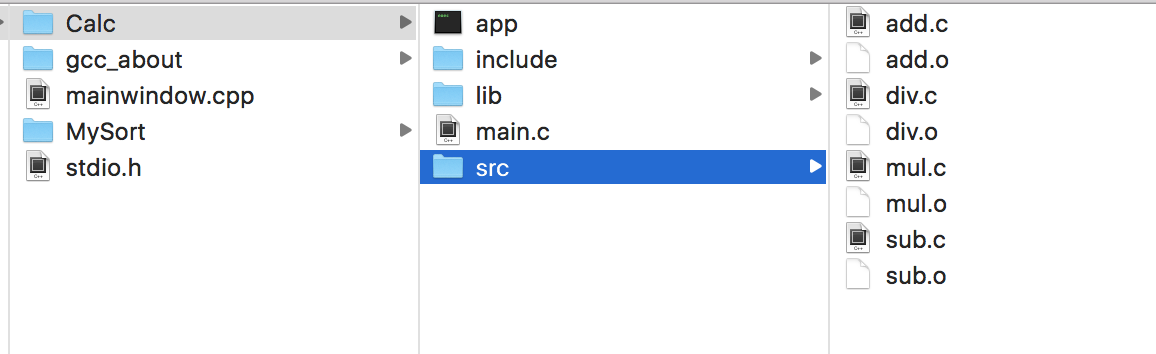 Calc
gcc_about
mainwindow.cpp
MySort
stdio.h
app
include
lib
main.c
src
add.c
add.o
div.c
div.o
mul.c
mul.o
sub.c
sub.o